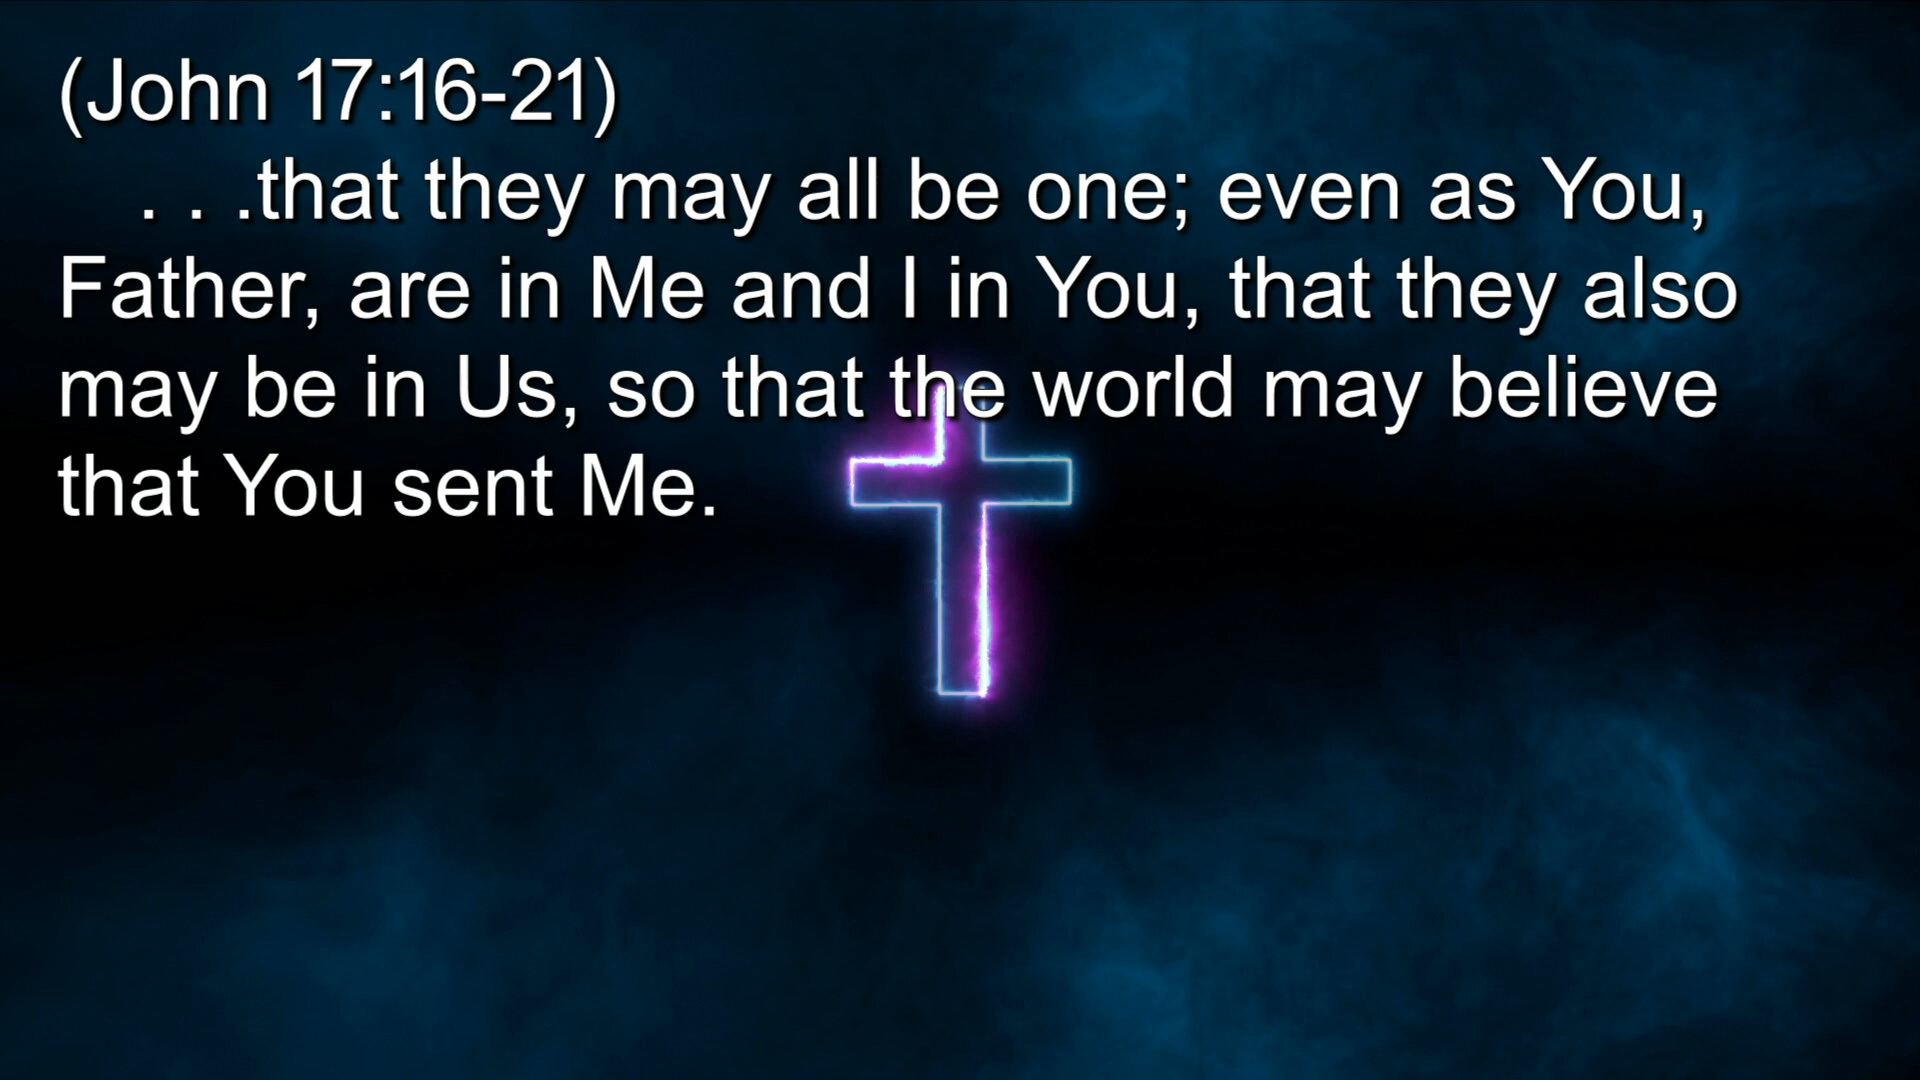 (John 17:16-21)
. . .that they may all be one; even as You,
Father, are in Me and I in You, that they also
may be in Us, so that the world may believe
that You sent Me.